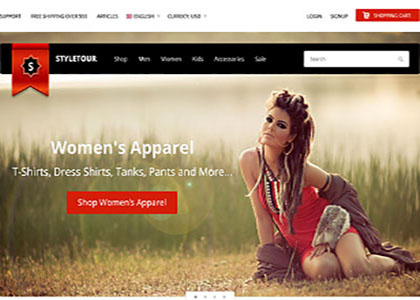 SUPPORT FREE SHIPPING OVER $50 ARTICLES ENGLISH CURRENCY: USD LOGIN SIGNUP SHOPPING CART
S STYLETOUR Shop Men Women Kids Accessories Sale Search
Women's Apparel
T-Shirts, Dress Shirts, Tanks, Pants and More...
Shop Women's Apparel